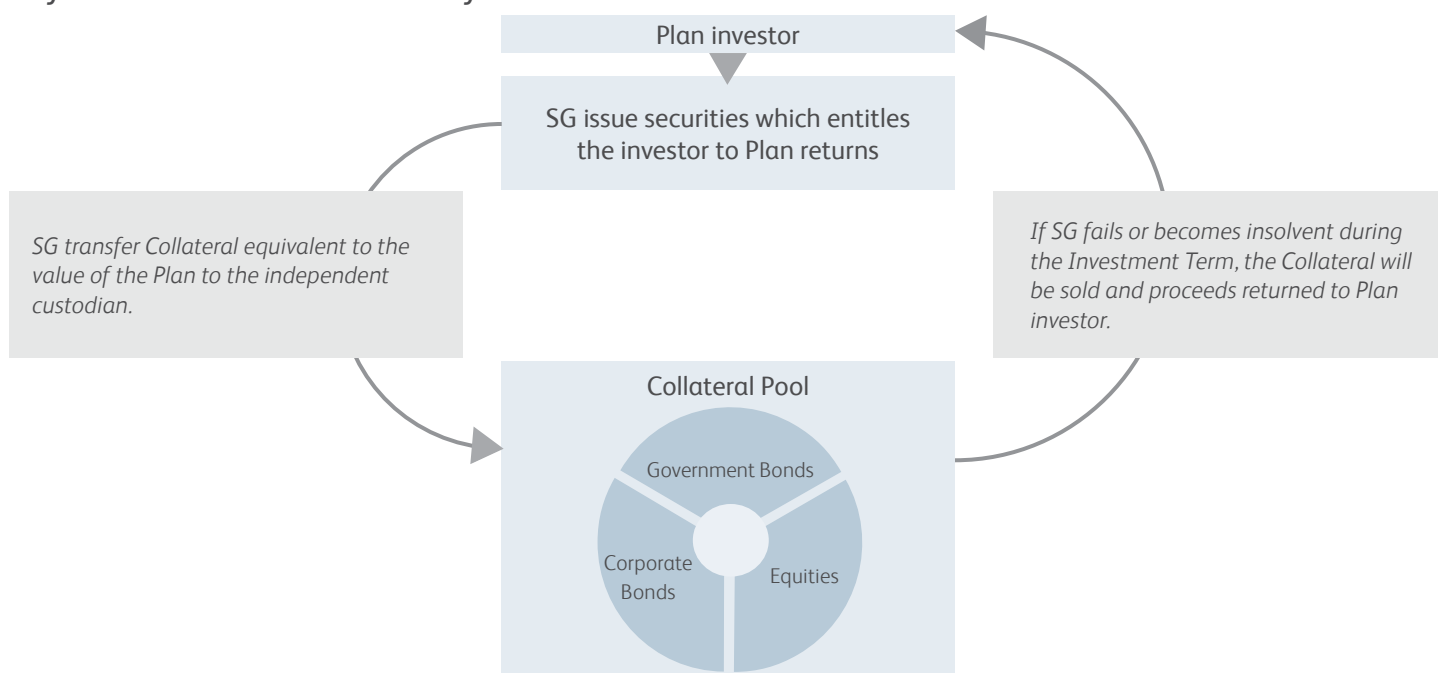 Plan investor
SG issue securities which entitles
the investor to Plan returns
SG transfer Collateral equivalent to the
value of the Plan to the independent
custodian.
If SG fails or becomes insolvent during
the Investment Term, the Collateral will
be sold and proceeds returned to Plan
investor.
Collateral Pool
Government Bonds
Corporate
Bonds
Equities